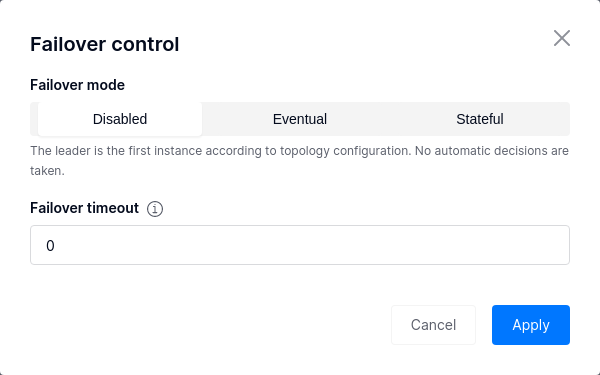 Failover control
Failover mode
Disabled Eventual Stateful
The leader is the first instance according to topology configuration. No automatic decisions are
taken.
Failover timeout
0
Cancel Apply